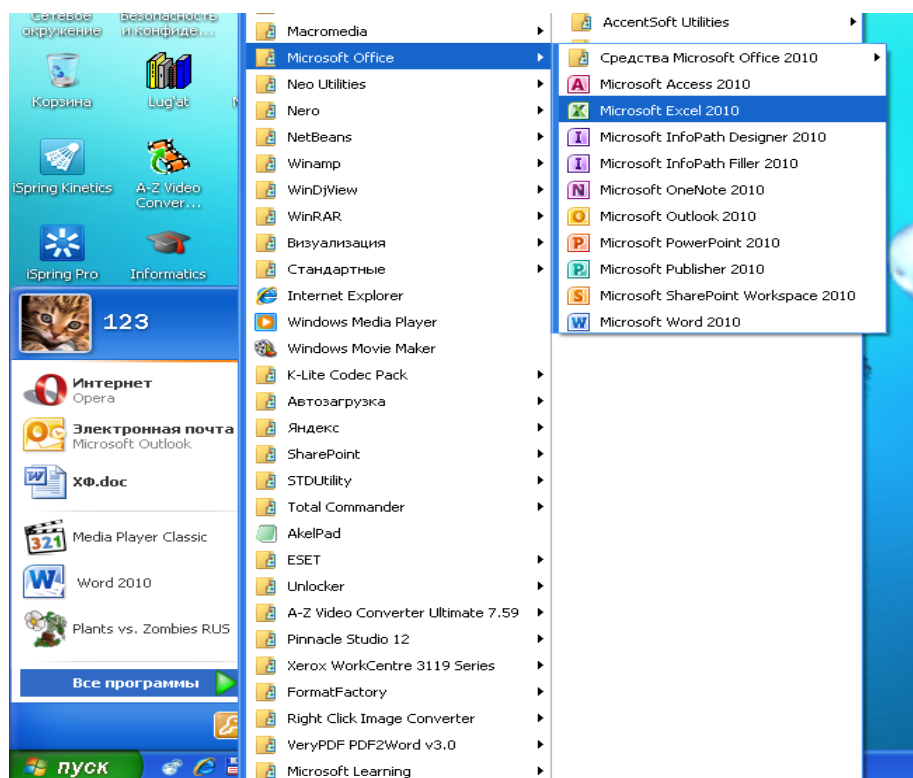 Сетевое окружение
Безопасность и конфиде...
Корзина
Lug'at
iSpring Kinetics
A-Z Video Conver...
iSpring Pro
Informatics
123
Интернет
Opera
Электронная почта
Microsoft Outlook
ХФ.doc
321
Media Player Classic
Word 2010
Plants vs. Zombies RUS
Все программы
пуск
Macromedia
Microsoft Office
Neo Utilities
Nero
NetBeans
Winamp
WinDjView
WinRAR
Визуализация
Стандартные
Internet Explorer
Windows Media Player
Windows Movie Maker
K-Lite Codec Pack
Автозагрузка
Яндекс
SharePoint
STDUtility
Total Commander
AkelPad
ESET
Unlocker
A-Z Video Converter Ultimate 7.59
Pinnacle Studio 12
Xerox WorkCentre 3119 Series
FormatFactory
Right Click Image Converter
VeryPDF PDF2Word v3.0
Microsoft Learning
AccentSoft Utilities
Средства Microsoft Office 2010
Microsoft Access 2010
Microsoft Excel 2010
Microsoft InfoPath Designer 2010
Microsoft InfoPath Filler 2010
Microsoft OneNote 2010
Microsoft Outlook 2010
Microsoft PowerPoint 2010
Microsoft Publisher 2010
Microsoft SharePoint Workspace 2010
Microsoft Word 2010